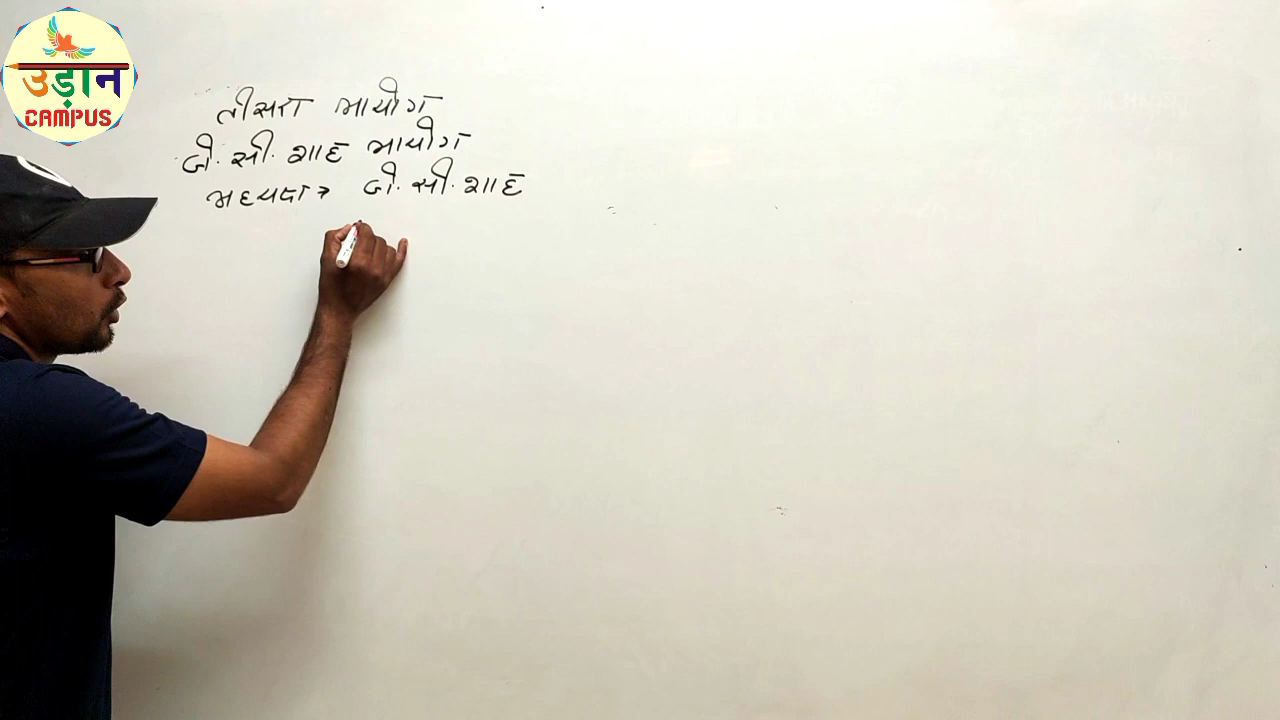 उड़ान
CAMPUS
तीसरा आयोग
जे. सी. शाह आयोग
अध्यक्ष → जे. सी. शाह